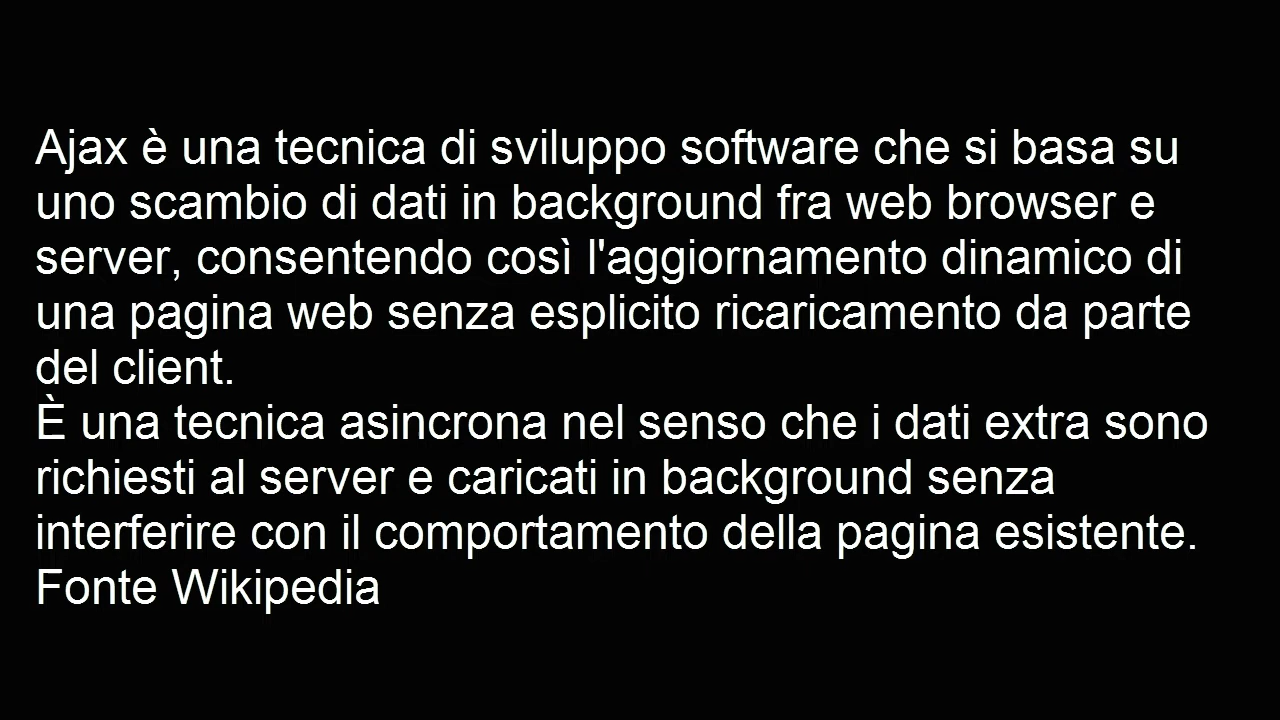 Ajax è una tecnica di sviluppo software che si basa su
uno scambio di dati in background fra web browser e
server, consentendo così l'aggiornamento dinamico di
una pagina web senza esplicito ricaricamento da parte
del client.
È una tecnica asincrona nel senso che i dati extra sono
richiesti al server e caricati in background senza
interferire con il comportamento della pagina esistente.
Fonte Wikipedia